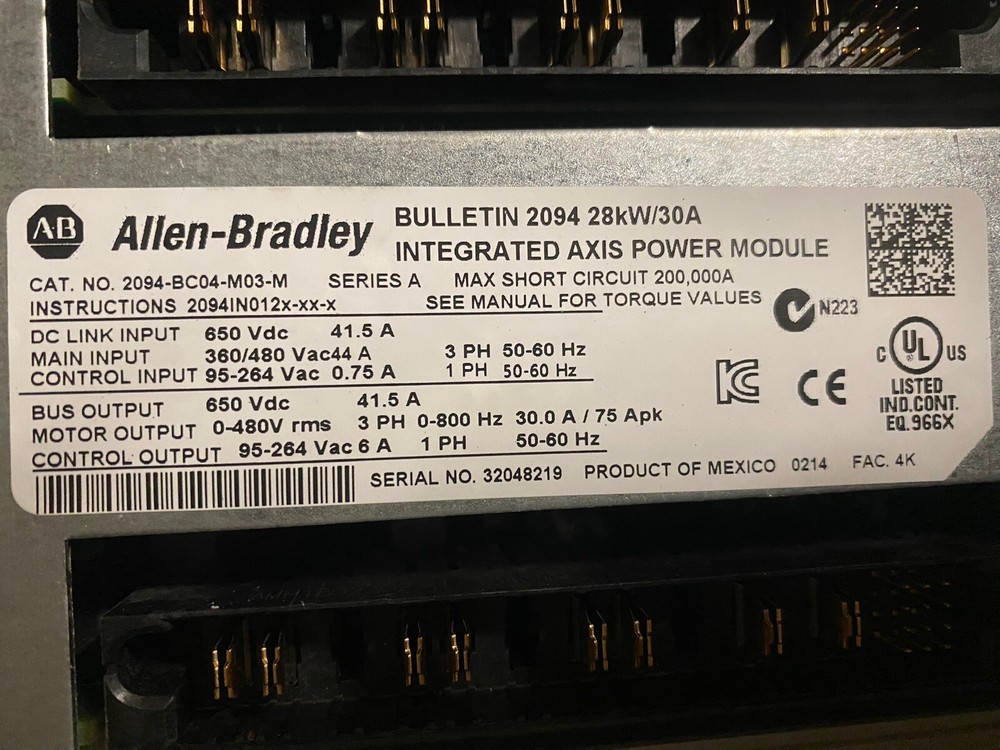 AB Allen-Bradley
BULLETIN 2094 28kW/30A
INTEGRATED AXIS POWER MODULE
CAT. NO. 2094-BC04-M03-M SERIES A MAX SHORT CIRCUIT 200,000A
INSTRUCTIONS 2094IN012x-xx-x SEE MANUAL FOR TORQUE VALUES
N223
DC LINK INPUT 650 Vdc 41.5 A
MAIN INPUT 360/480 Vac44 A 3 PH 50-60 Hz
CONTROL INPUT 95-264 Vac 0.75 A 1 PH 50-60 Hz
BUS OUTPUT 650 Vdc 41.5 A
MOTOR OUTPUT 0-480V rms 3 PH 0-800 Hz 30.0 A / 75 Apk
CONTROL OUTPUT 95-264 Vac 6 A 1 PH 50-60 Hz
KC CE
C UL US
LISTED
IND.CONT.
EQ.966X
SERIAL NO. 32048219 PRODUCT OF MEXICO 0214 FAC. 4K